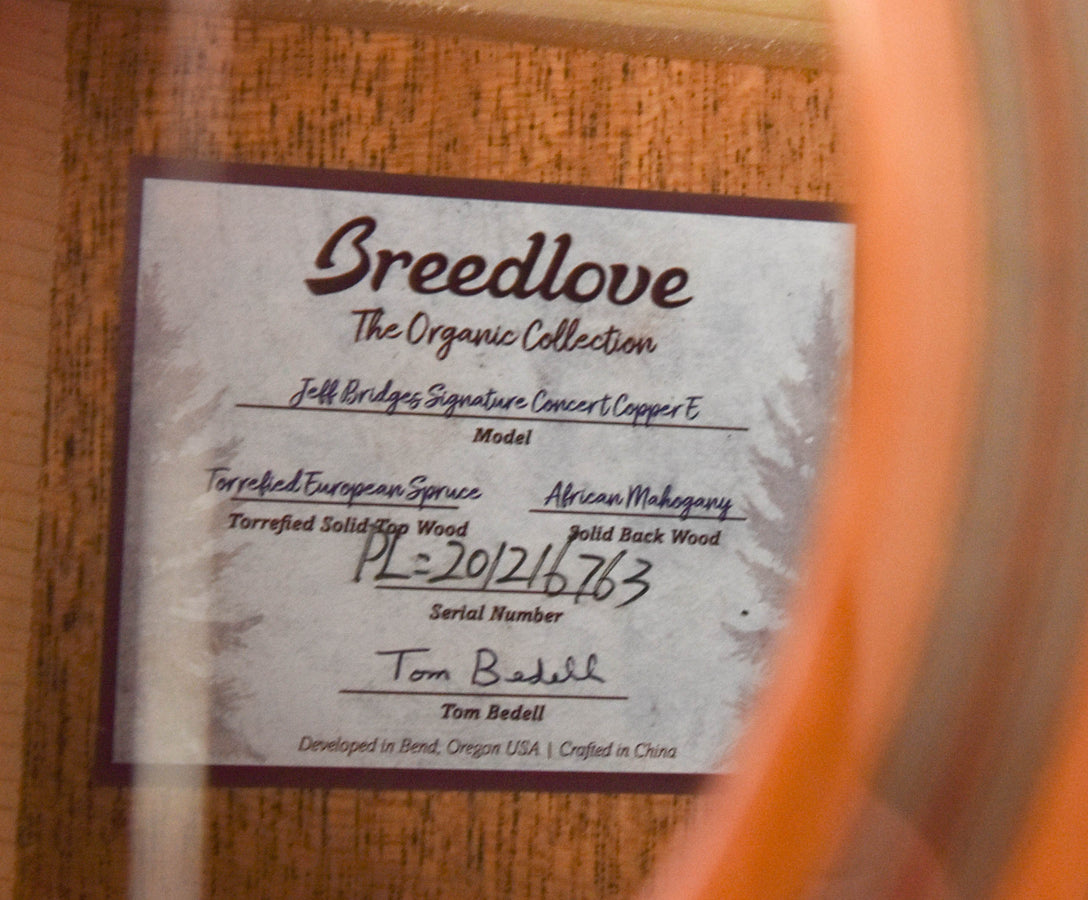 Breedlove
The Organic Collection
Jeff Bridges Signature Concert Copper E
Model
Torrefied European Spruce African Mahogany
Torrefied Solid Top Wood Solid Back Wood
PL=201216763
Serial Number
Tom Bedell
Tom Bedell
Developed in Bend, Oregon USA | Crafted in China